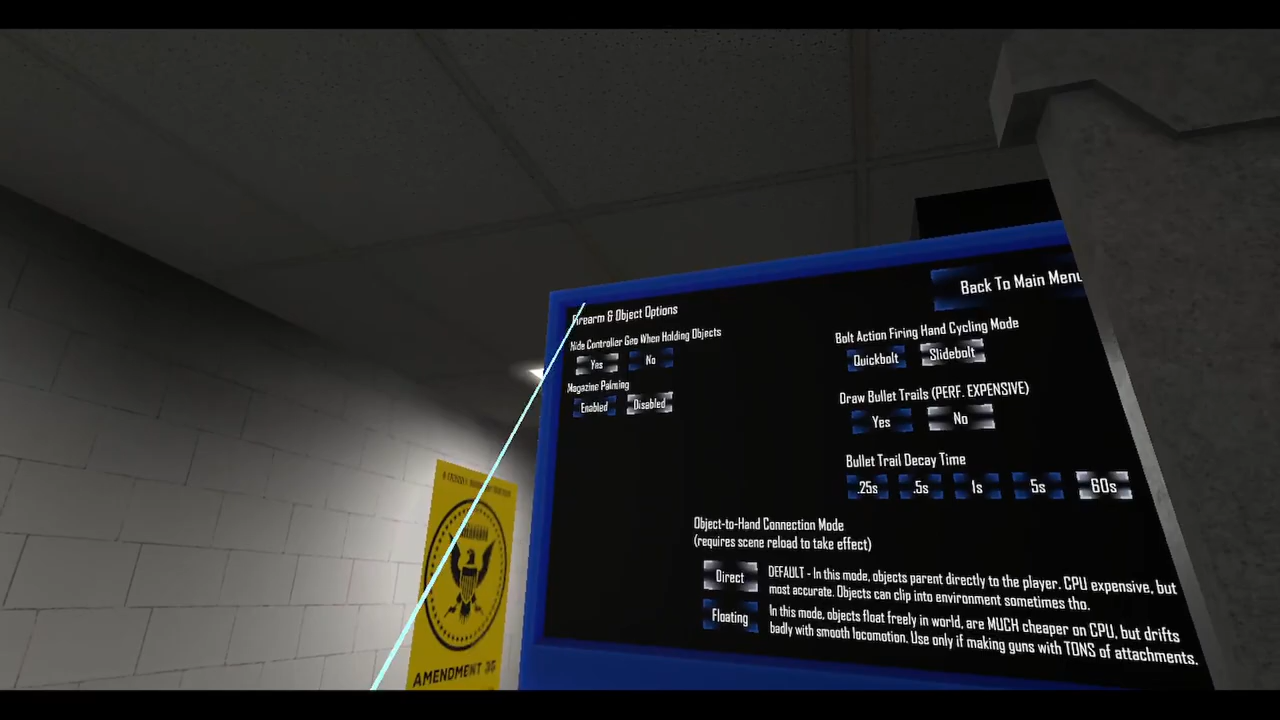 Firearm & Object Options
Back To Main Menu
Hide Controller Geo When Holding Objects
Yes No
Magazine Palming
Enabled Disabled
Bolt Action Firing Hand Cycling Mode
Quickbolt Slidebolt
Draw Bullet Trails (PERF. EXPENSIVE)
Yes No
Bullet Trail Decay Time
.25s .5s 1s 5s 60s
Object-to-Hand Connection Mode
(requires scene reload to take effect)
Direct
DEFAULT - In this mode, objects parent directly to the player. CPU expensive, but
most accurate. Objects can clip into environment sometimes tho.
Floating
In this mode, objects float freely in world, are MUCH cheaper on CPU, but drifts
badly with smooth locomotion. Use only if making guns with TONS of attachments.
AMENDMENT